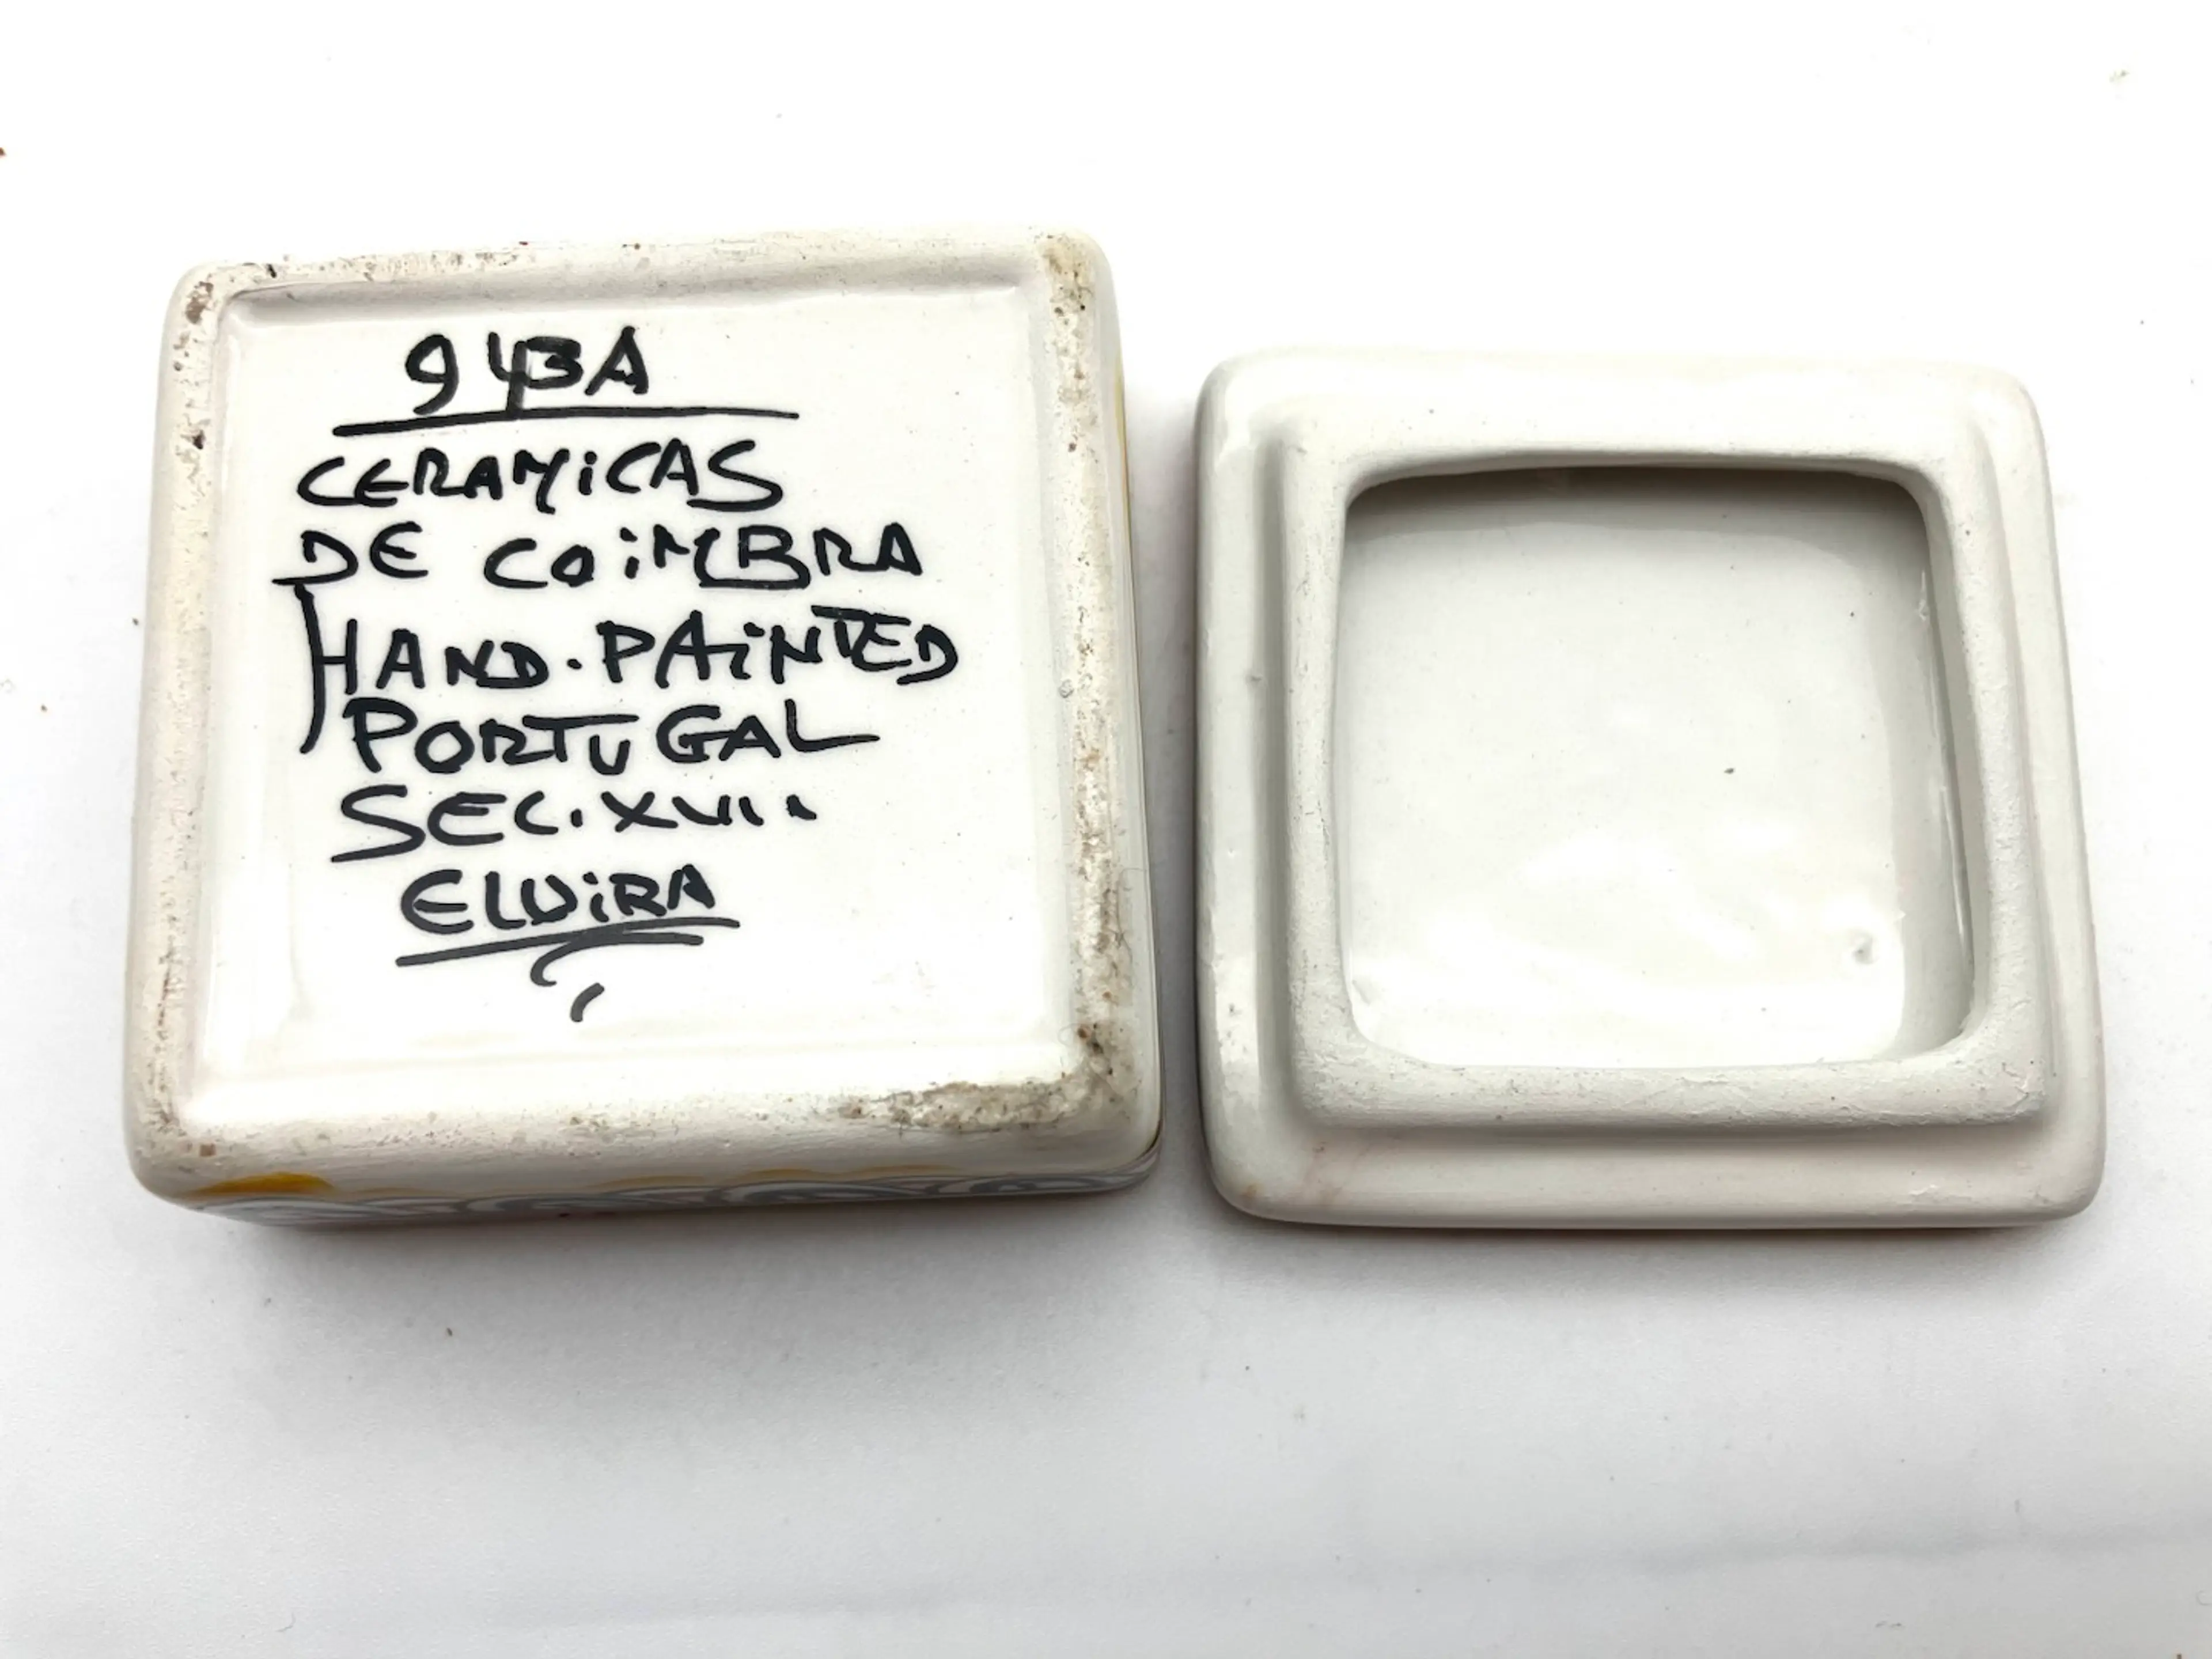 943A
CERAMiCAS
DE COiMBRA
HAND.PAiNTED
PORTUGAL
SEC.XVII
ELViRA